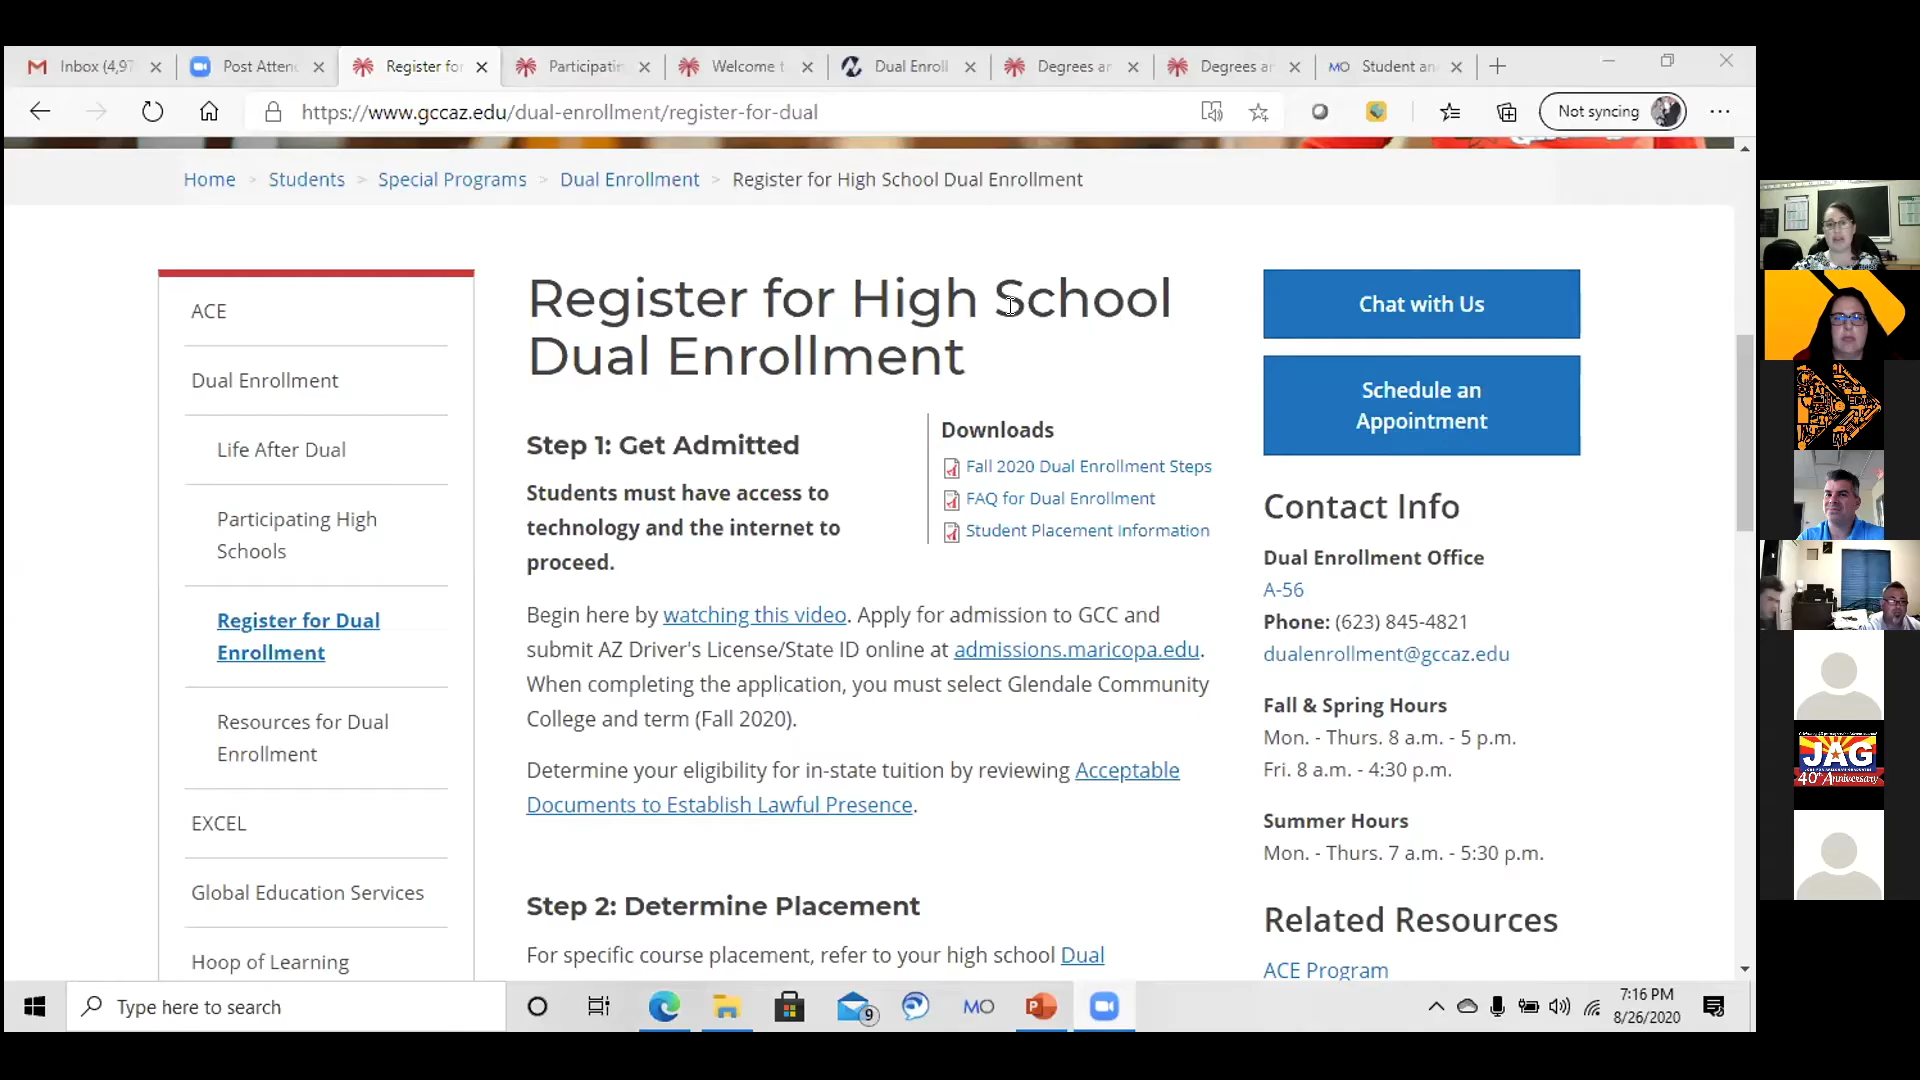 Inbox (4,97
Post Atten
Register fo
Participatin
Welcome t
Dual Enroll
Degrees ar
Degrees ar
MO Student an
https://www.gccaz.edu/dual-enrollment/register-for-dual
Not syncing
Home > Students > Special Programs > Dual Enrollment > Register for High School Dual Enrollment
ACE
Dual Enrollment
Life After Dual
Participating High
Schools
Register for Dual
Enrollment
Resources for Dual
Enrollment
EXCEL
Global Education Services
Hoop of Learning
Register for High School
Dual Enrollment
Step 1: Get Admitted
Students must have access to
technology and the internet to
proceed.
Downloads
Fall 2020 Dual Enrollment Steps
FAQ for Dual Enrollment
Student Placement Information
Begin here by watching this video. Apply for admission to GCC and
submit AZ Driver's License/State ID online at admissions.maricopa.edu.
When completing the application, you must select Glendale Community
College and term (Fall 2020).
Determine your eligibility for in-state tuition by reviewing Acceptable
Documents to Establish Lawful Presence.
Step 2: Determine Placement
For specific course placement, refer to your high school Dual
Chat with Us
Schedule an
Appointment
Contact Info
Dual Enrollment Office
A-56
Phone: (623) 845-4821
dualenrollment@gccaz.edu
Fall & Spring Hours
Mon. - Thurs. 8 a.m. - 5 p.m.
Fri. 8 a.m. - 4:30 p.m.
Summer Hours
Mon. - Thurs. 7 a.m. - 5:30 p.m.
Related Resources
ACE Program
JAG
40th Anniversary
Type here to search
9
MO
7:16 PM
8/26/2020